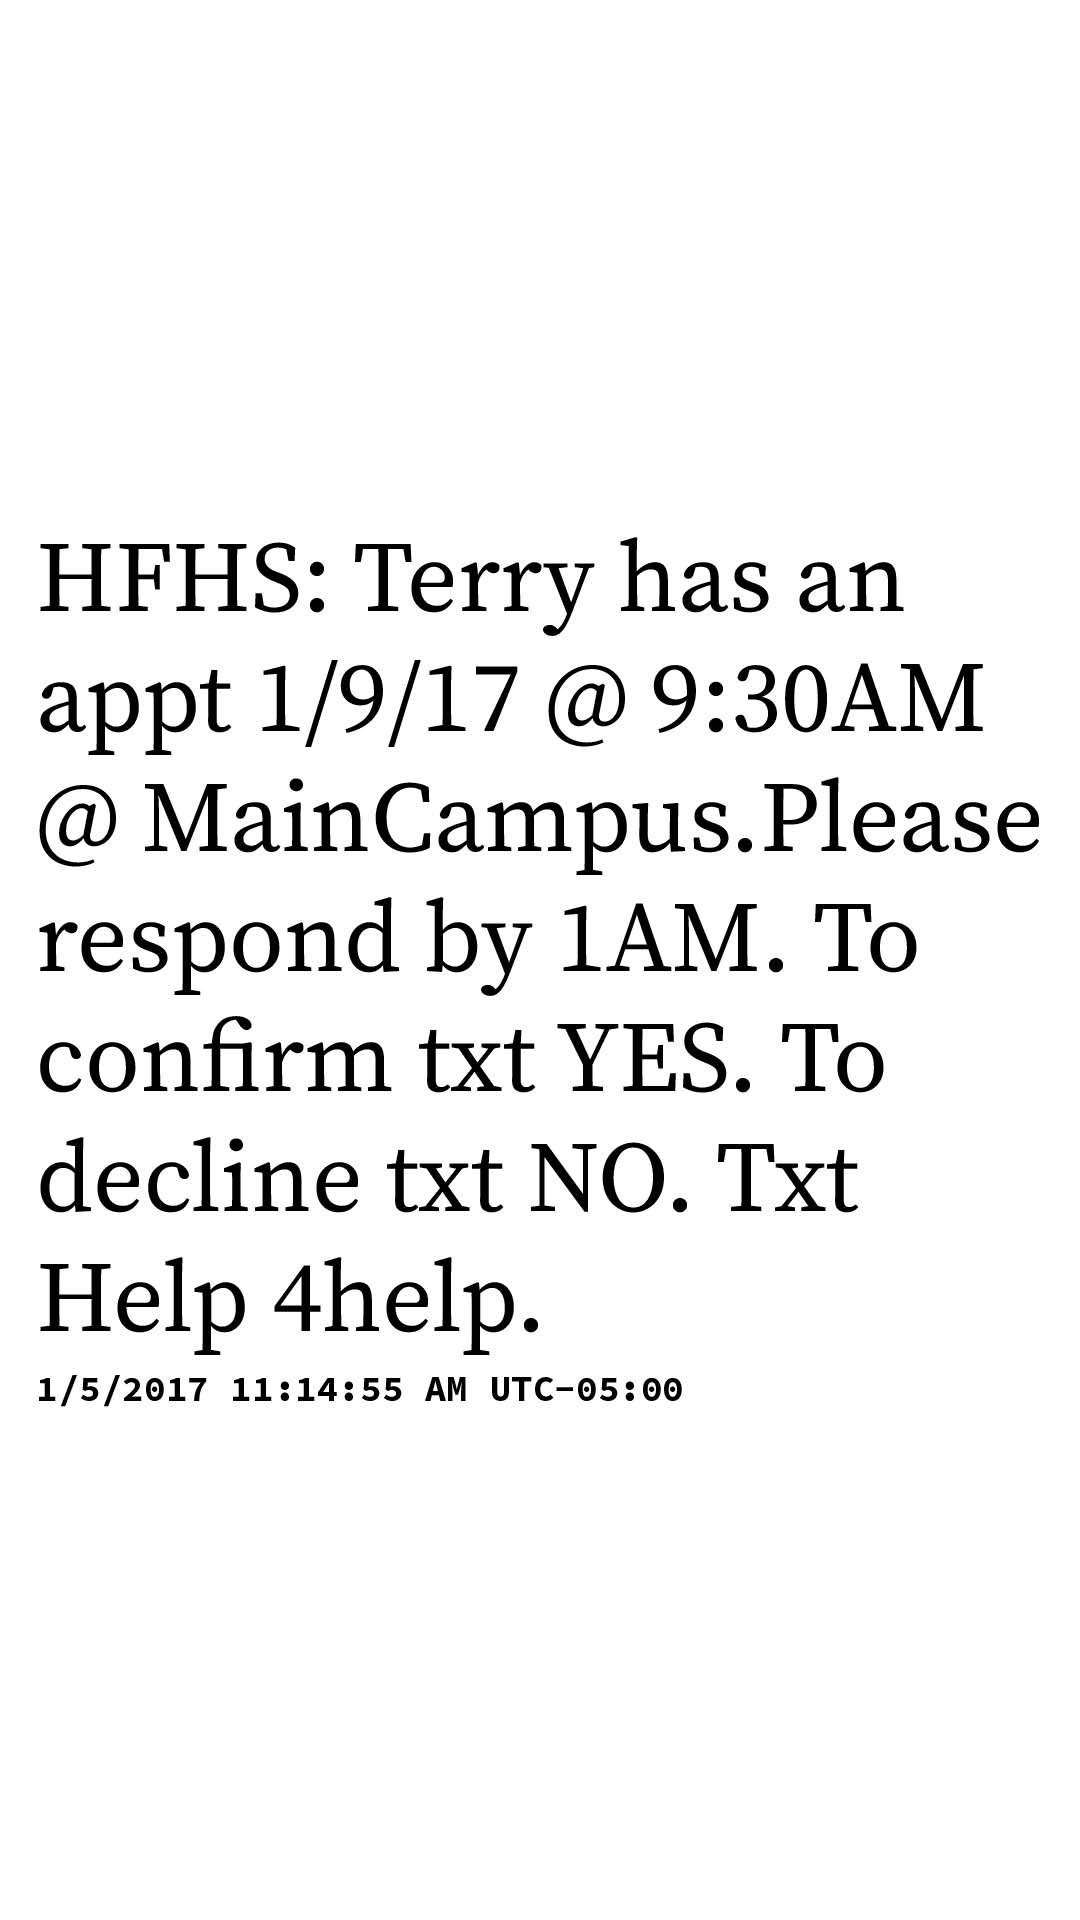 HFHS: Terry has an
appt 1/9/17 @ 9:30AM
@ MainCampus.Please
respond by 1AM. To
confirm txt YES. To
decline txt NO. Txt
Help 4help.
1/5/2017 11:14:55 AM UTC−05:00